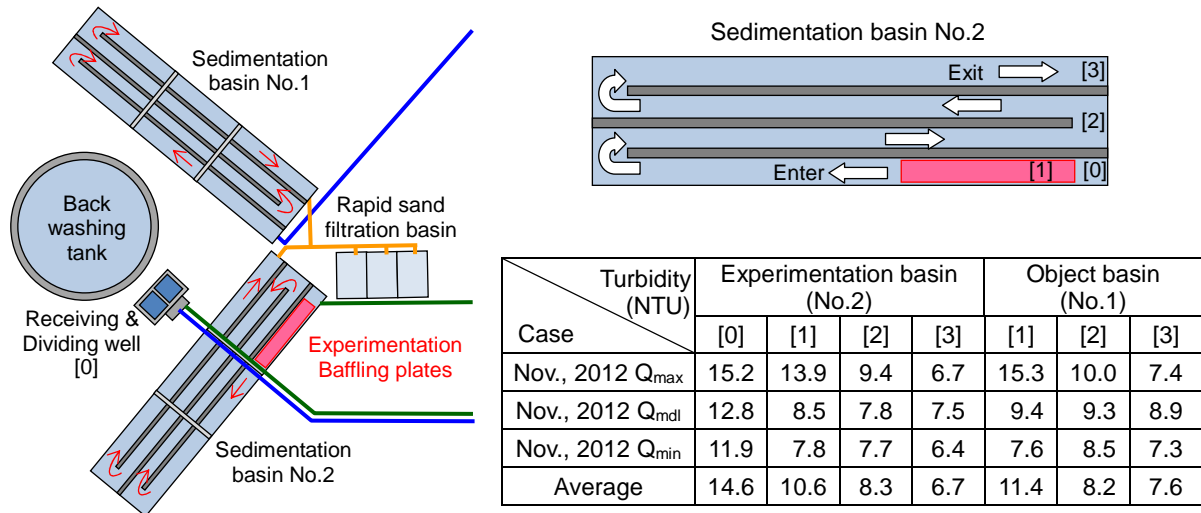 Sedimentation
basin No.1
Back
washing
tank
Rapid sand
filtration basin
Receiving &
Dividing well
[0]
Experimentation
Baffling plates
Sedimentation
basin No.2
Sedimentation basin No.2
Exit [3]
[2]
Enter [1] [0]
Turbidity (NTU) Case Experimentation basin (No.2) Object basin (No.1)
[0] [1] [2] [3] [1] [2] [3]
Nov., 2012 Qmax 15.2 13.9 9.4 6.7 15.3 10.0 7.4
Nov., 2012 Qmdl 12.8 8.5 7.8 7.5 9.4 9.3 8.9
Nov., 2012 Qmin 11.9 7.8 7.7 6.4 7.6 8.5 7.3
Average 14.6 10.6 8.3 6.7 11.4 8.2 7.6